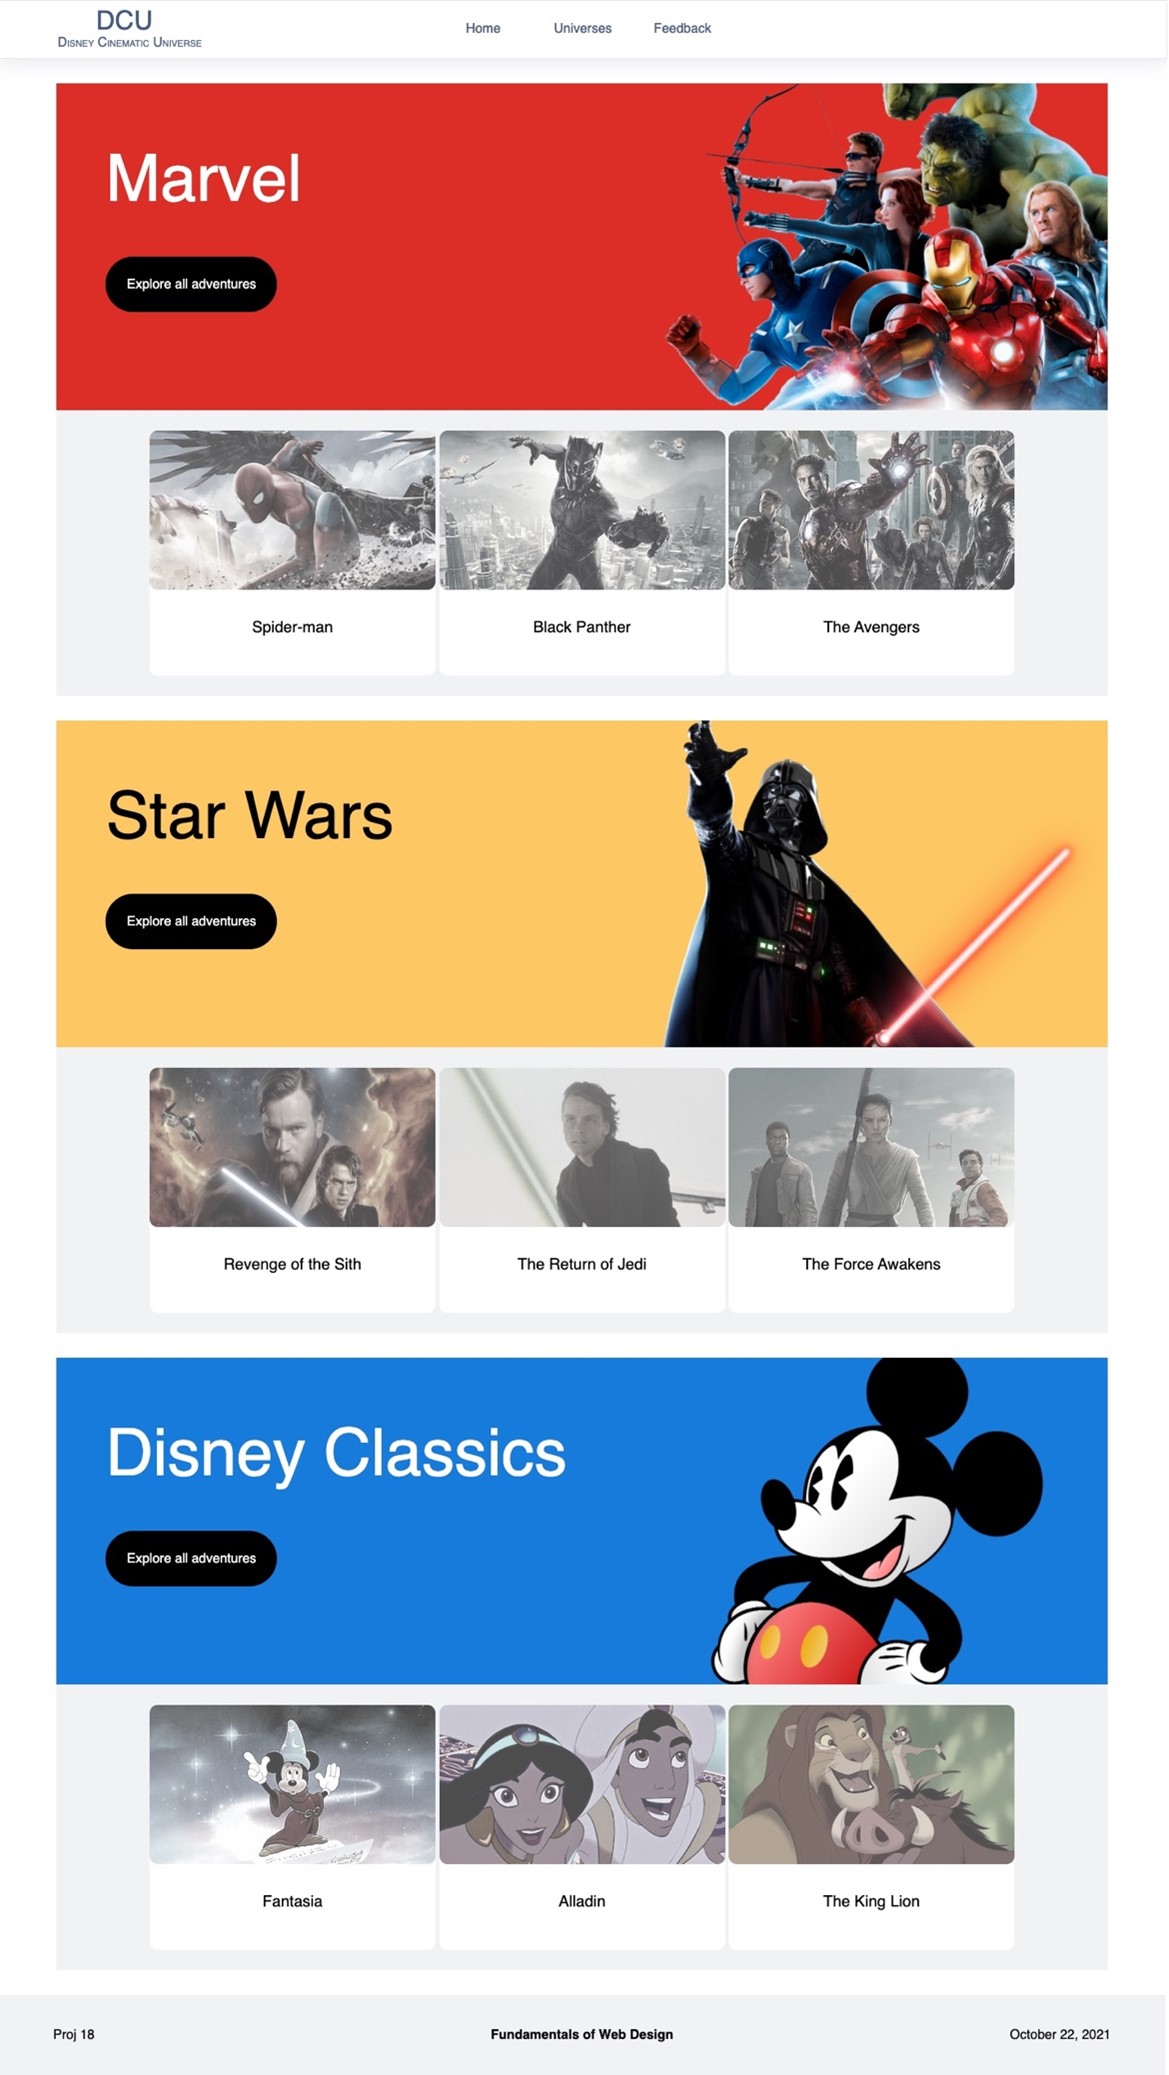 DCU
Disney Cinematic Universe
Home Universes Feedback
Marvel
Explore all adventures
Spider-man Black Panther The Avengers
Star Wars
Explore all adventures
Revenge of the Sith The Return of Jedi The Force Awakens
Disney Classics
Explore all adventures
Fantasia Alladin The King Lion
Proj 18 Fundamentals of Web Design October 22, 2021